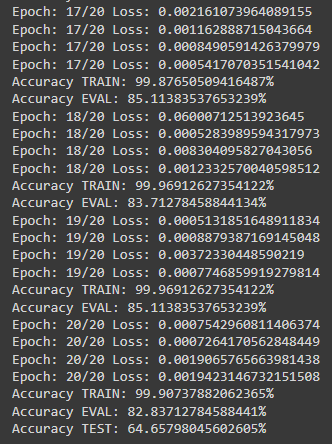 Epoch: 17/20 Loss: 0.002161073964089155
Epoch: 17/20 Loss: 0.001162888715043664
Epoch: 17/20 Loss: 0.0008490591426379979
Epoch: 17/20 Loss: 0.0005417070351541042
Accuracy TRAIN: 99.87650509416487%
Accuracy EVAL: 85.11383537653239%
Epoch: 18/20 Loss: 0.06000712513923645
Epoch: 18/20 Loss: 0.0005283989594317973
Epoch: 18/20 Loss: 0.008304095827043056
Epoch: 18/20 Loss: 0.0012332570040598512
Accuracy TRAIN: 99.96912627354122%
Accuracy EVAL: 83.71278458844134%
Epoch: 19/20 Loss: 0.0005131851648911834
Epoch: 19/20 Loss: 0.0008879387169145048
Epoch: 19/20 Loss: 0.00372330448590219
Epoch: 19/20 Loss: 0.0007746859919279814
Accuracy TRAIN: 99.96912627354122%
Accuracy EVAL: 85.11383537653239%
Epoch: 20/20 Loss: 0.0007542960811406374
Epoch: 20/20 Loss: 0.0007264170562848449
Epoch: 20/20 Loss: 0.0019065765663981438
Epoch: 20/20 Loss: 0.0019423146732151508
Accuracy TRAIN: 99.90737882062365%
Accuracy EVAL: 82.83712784588441%
Accuracy TEST: 64.65798045602605%